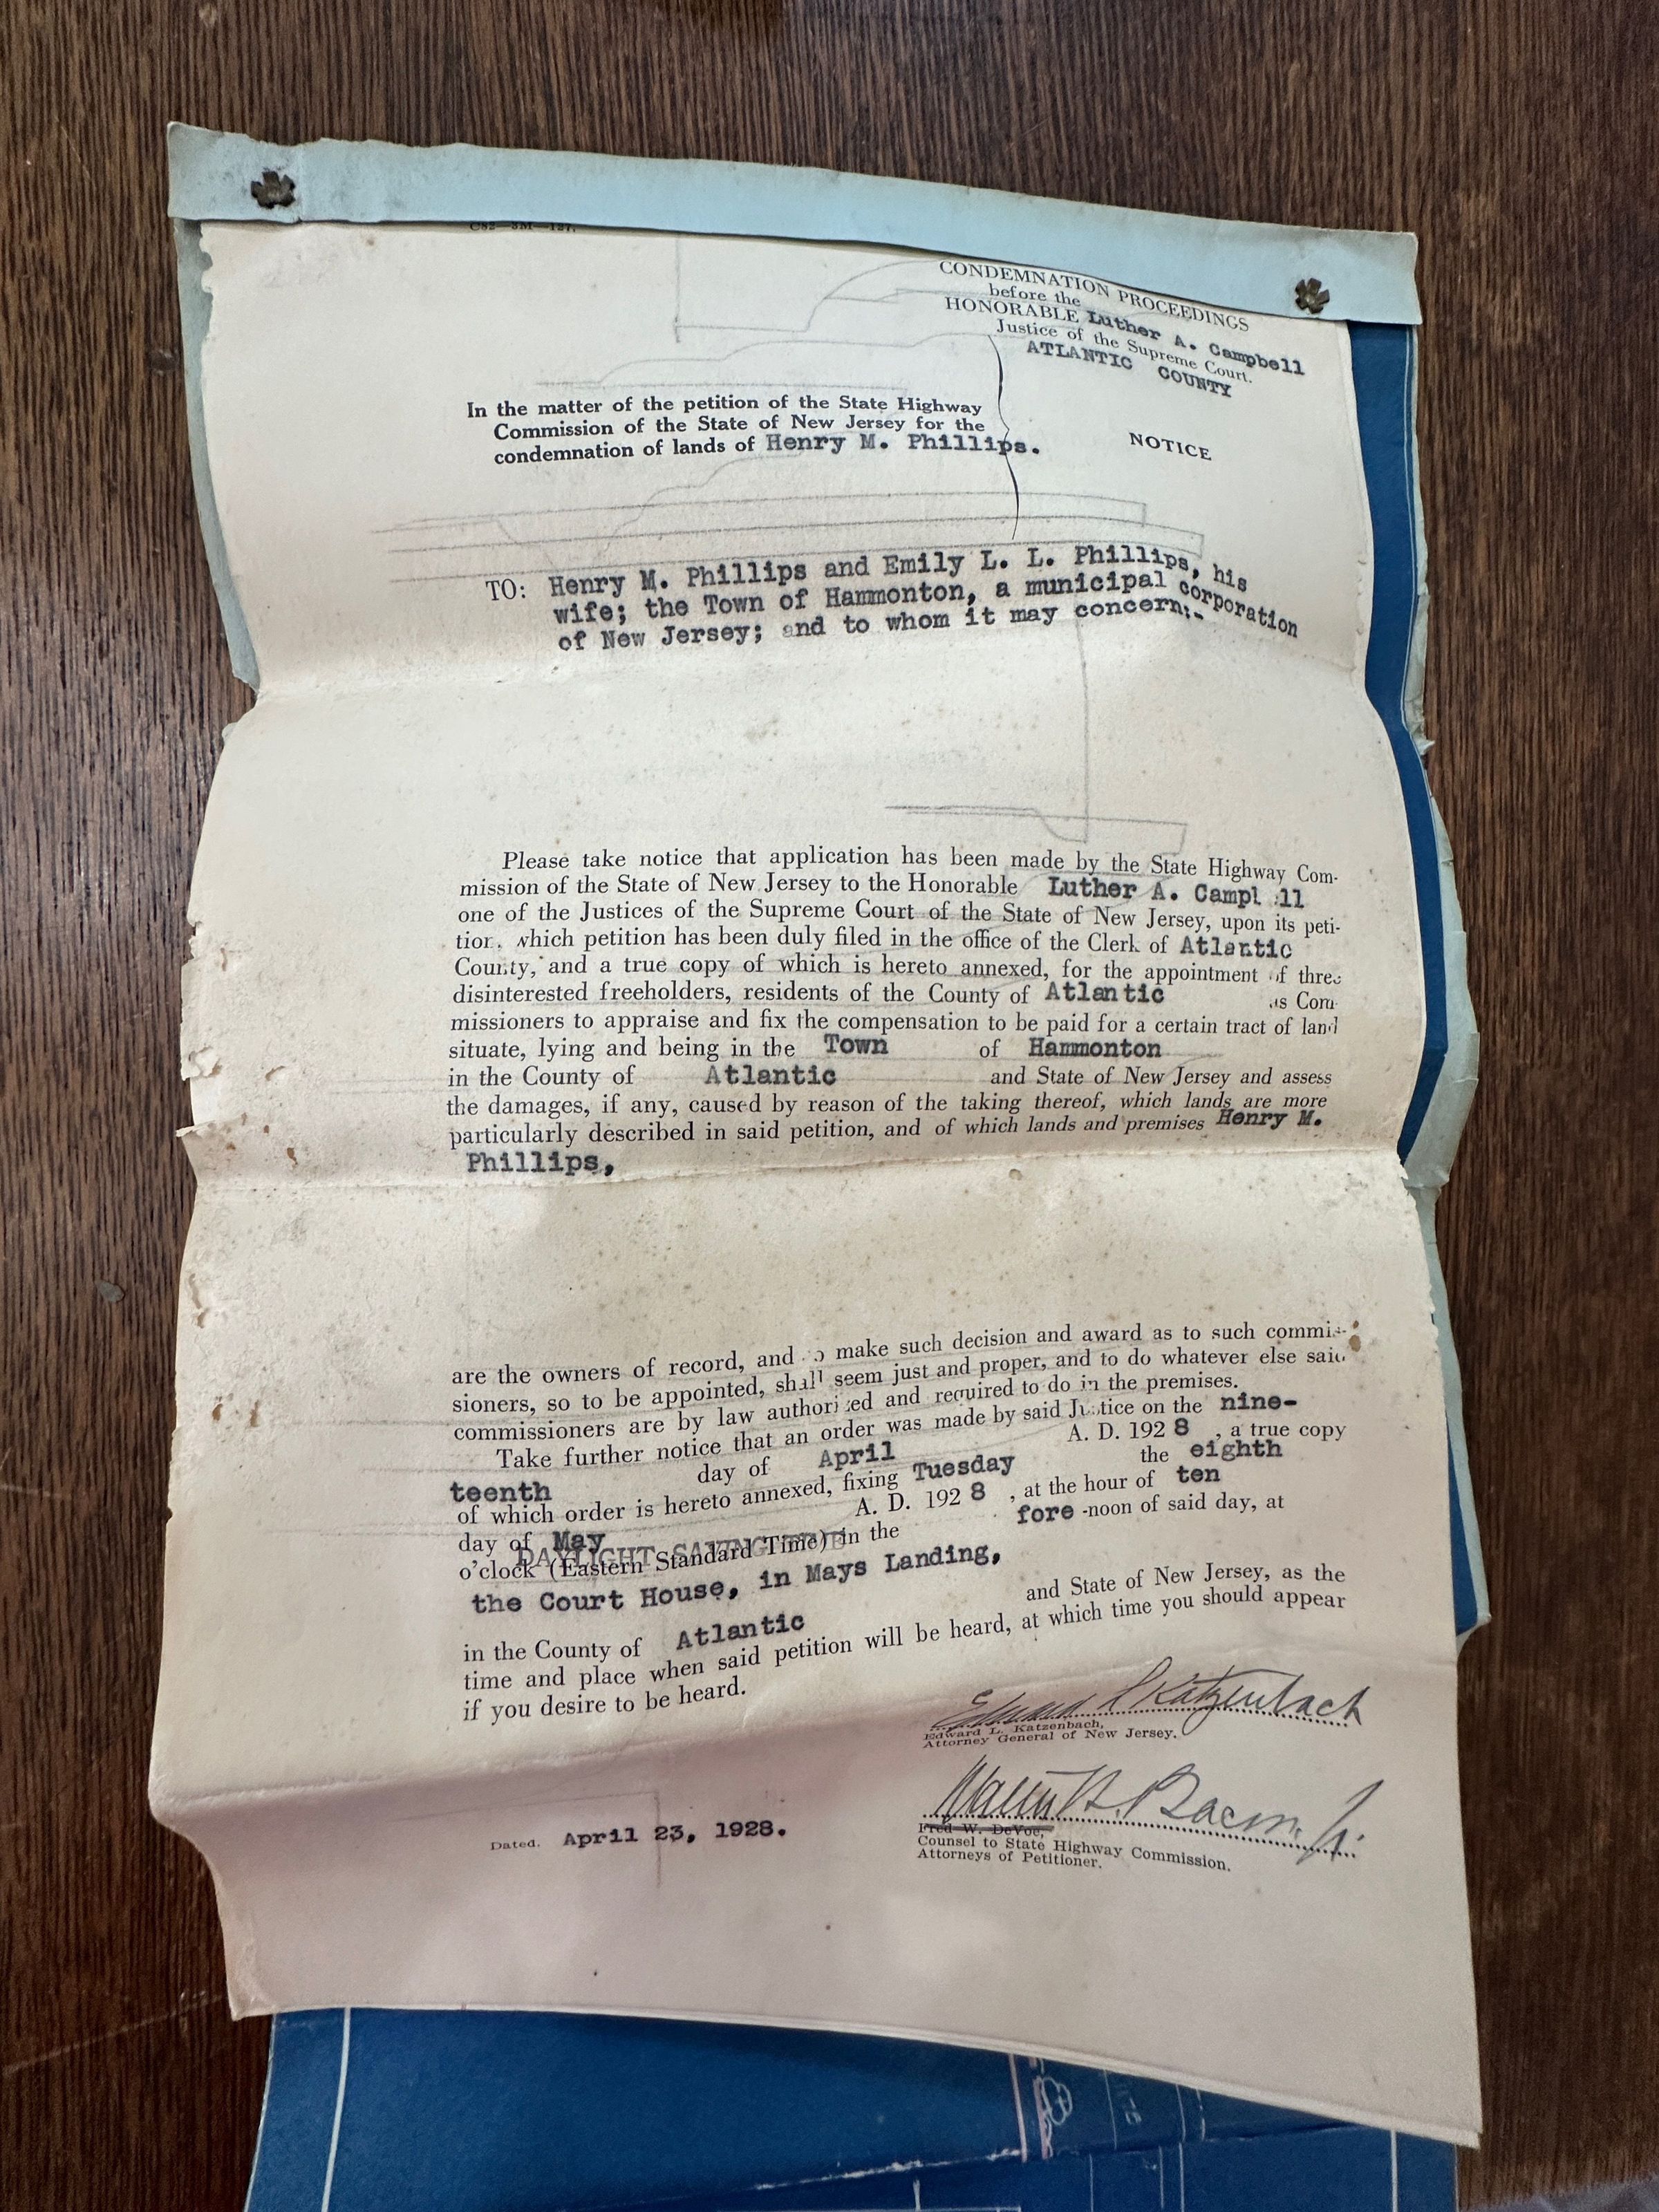 C82—5M—127.
CONDEMNATION PROCEEDINGS
before the
HONORABLE Luther A. Campbell
Justice of the Supreme Court.
ATLANTIC COUNTY
In the matter of the petition of the State Highway
Commission of the State of New Jersey for the
condemnation of lands of Henry M. Phillips.
NOTICE
TO: Henry M. Phillips and Emily L. L. Phillips, his
wife; the Town of Hammonton, a municipal corporation
of New Jersey; and to whom it may concern:-
Please take notice that application has been made by the State Highway Com-
mission of the State of New Jersey to the Honorable Luther A. Campbell
one of the Justices of the Supreme Court of the State of New Jersey, upon its peti-
tion, which petition has been duly filed in the office of the Clerk of Atlantic
County, and a true copy of which is hereto annexed, for the appointment of three
disinterested freeholders, residents of the County of Atlantic as Com-
missioners to appraise and fix the compensation to be paid for a certain tract of land
situate, lying and being in the Town of Hammonton
in the County of Atlantic and State of New Jersey and assess
the damages, if any, caused by reason of the taking thereof, which lands are more
particularly described in said petition, and of which lands and premises Henry M.
Phillips,
are the owners of record, and to make such decision and award as to such commis-
sioners, so to be appointed, shall seem just and proper, and to do whatever else said
commissioners are by law authorized and required to do in the premises.
Take further notice that an order was made by said Justice on the nine-
teenth day of April A. D. 1928, a true copy
of which order is hereto annexed, fixing Tuesday the eighth
day of May A. D. 1928, at the hour of ten
DAYLIGHT SAVING TIME
o'clock (Eastern Standard Time) in the fore-noon of said day, at
the Court House, in Mays Landing,
in the County of Atlantic and State of New Jersey, as the
time and place when said petition will be heard, at which time you should appear
if you desire to be heard.
Edward L Katzenbach
Edward L. Katzenbach,
Attorney General of New Jersey.
Bacon, Jr.
Fred W. DeVoe,
Counsel to State Highway Commission.
Attorneys of Petitioner.
Dated. April 23, 1928.